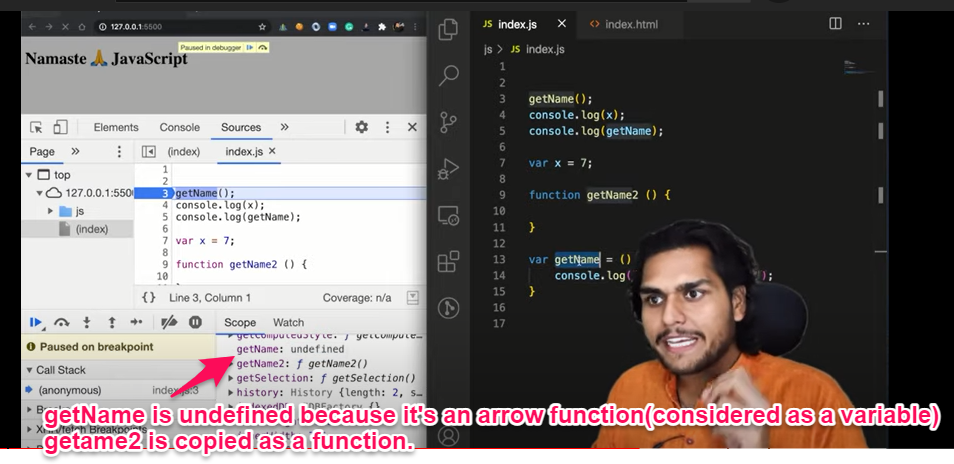 127.0.0.1:5500
Paused in debugger
Namaste 🙏 JavaScript
Elements Console Sources »
Page »
(index) index.js ×
top
127.0.0.1:5500
js
(index)
1
2
3 getName();
4 console.log(x);
5 console.log(getName);
6
7 var x = 7;
8
9 function getName2 () {
10
{} Line 3, Column 1 Coverage: n/a
Scope Watch
Paused on breakpoint
Call Stack
(anonymous) index.js:3
XHR/fetch Breakpoints
getComputedStyle: ƒ getCompute…
getName: undefined
getName2: ƒ getName2()
getSelection: ƒ getSelection()
history: History {length: 2, s…
JS index.js × <> index.html ...
js > JS index.js
1
2
3 getName();
4 console.log(x);
5 console.log(getName);
6
7 var x = 7;
8
9 function getName2 () {
10
11 }
12
13 var getName = ()
14 console.log( );
15 }
16
17
getName is undefined because it's an arrow function(considered as a variable)
getame2 is copied as a function.